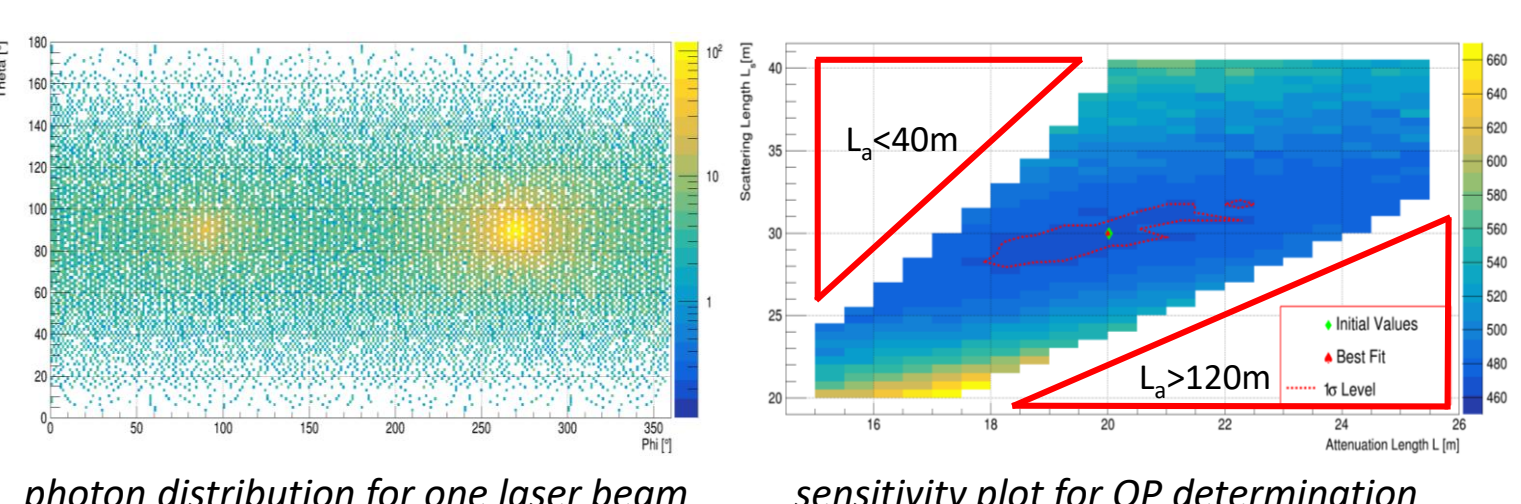 Theta [°]
180
160
140
120
100
80
60
40
20
0
0 50 100 150 200 250 300 350
Phi [°]
10²
10
1
photon distribution for one laser beam
Scattering Length Lₛ[m]
40
35
30
25
20
16 18 20 22 24 26
Attenuation Length L [m]
Lₐ<40m
Lₐ>120m
Initial Values
Best Fit
1σ Level
660
640
620
600
580
560
540
520
500
480
460
sensitivity plot for OP determination